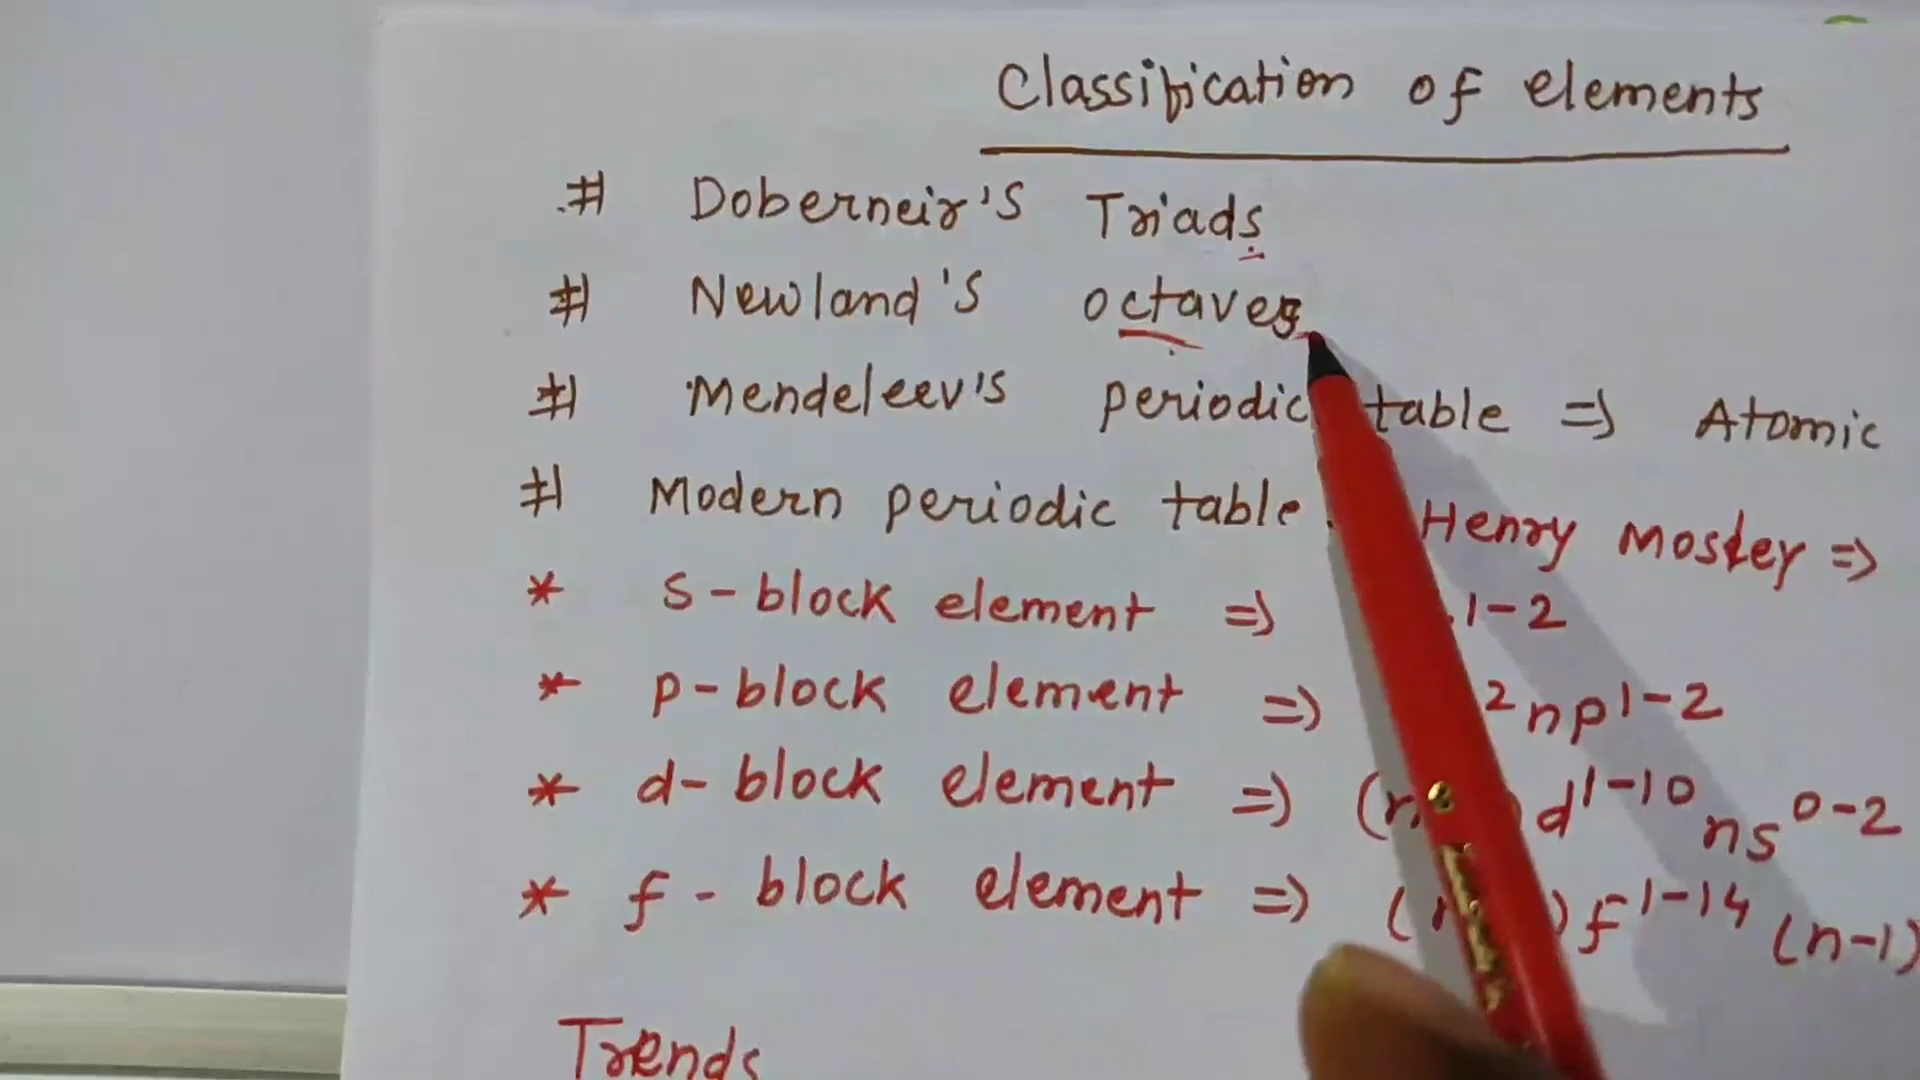 Classification of elements
# Doberneir's Triads
# Newland's octaves
# Mendeleev's periodic table => Atomic
# Modern periodic table Henry Mosley =>
* s-block element => 1-2
* p-block element => 2np1-2
* d-block element => (n )d1-10 ns0-2
* f-block element => ( )f1-14 (n-1)
Trends